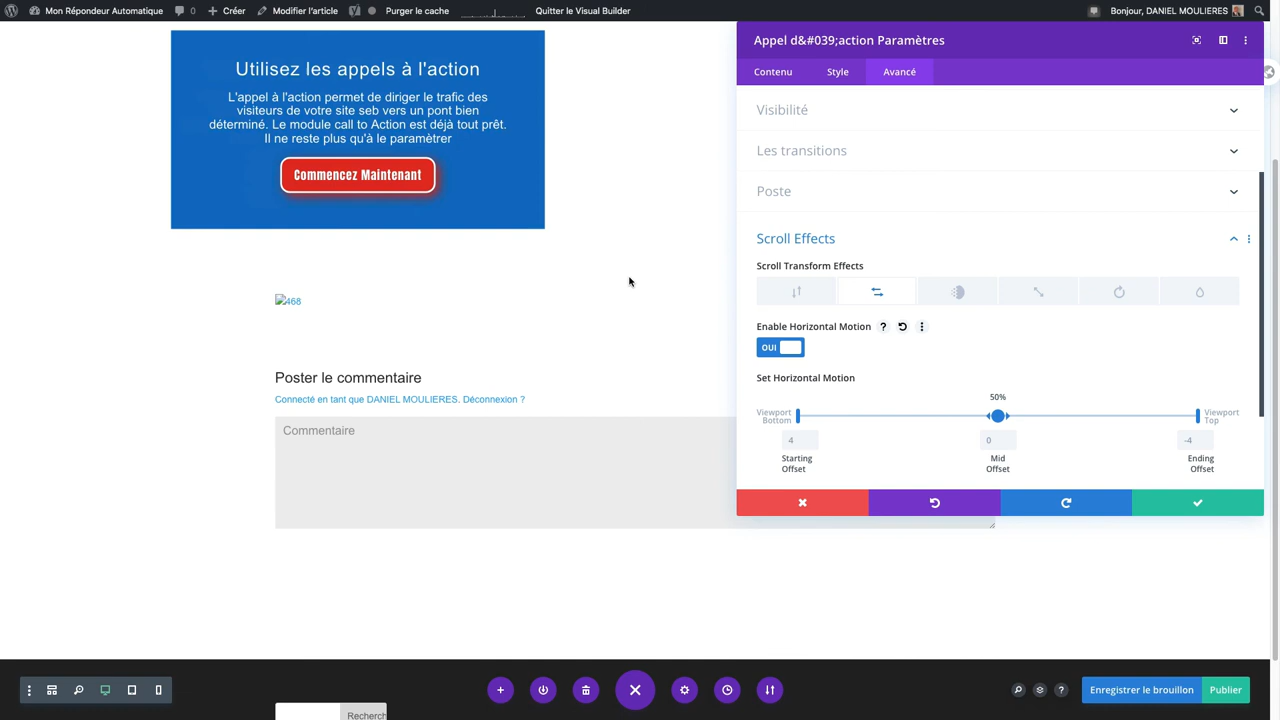 Mon Répondeur Automatique
0
Créer
Modifier l'article
Purger le cache
Quitter le Visual Builder
Bonjour, DANIEL MOULIERES
Utilisez les appels à l'action
L'appel à l'action permet de diriger le trafic des
visiteurs de votre site seb vers un pont bien
déterminé. Le module call to Action est déjà tout prêt.
Il ne reste plus qu'à le paramètrer
Commencez Maintenant
468
Poster le commentaire
Connecté en tant que DANIEL MOULIERES. Déconnexion ?
Commentaire
Appel d&#039;action Paramètres
Contenu
Style
Avancé
Visibilité
Les transitions
Poste
Scroll Effects
Scroll Transform Effects
Enable Horizontal Motion
OUI
Set Horizontal Motion
50%
Viewport Bottom
Viewport Top
4
0
-4
Starting Offset
Mid Offset
Ending Offset
Enregistrer le brouillon
Publier
Recherch